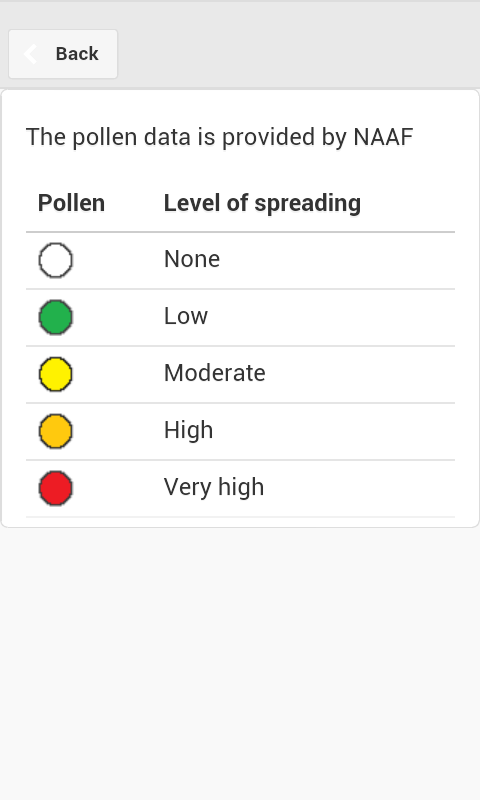 Back
The pollen data is provided by NAAF
Pollen Level of spreading
None
Low
Moderate
High
Very high